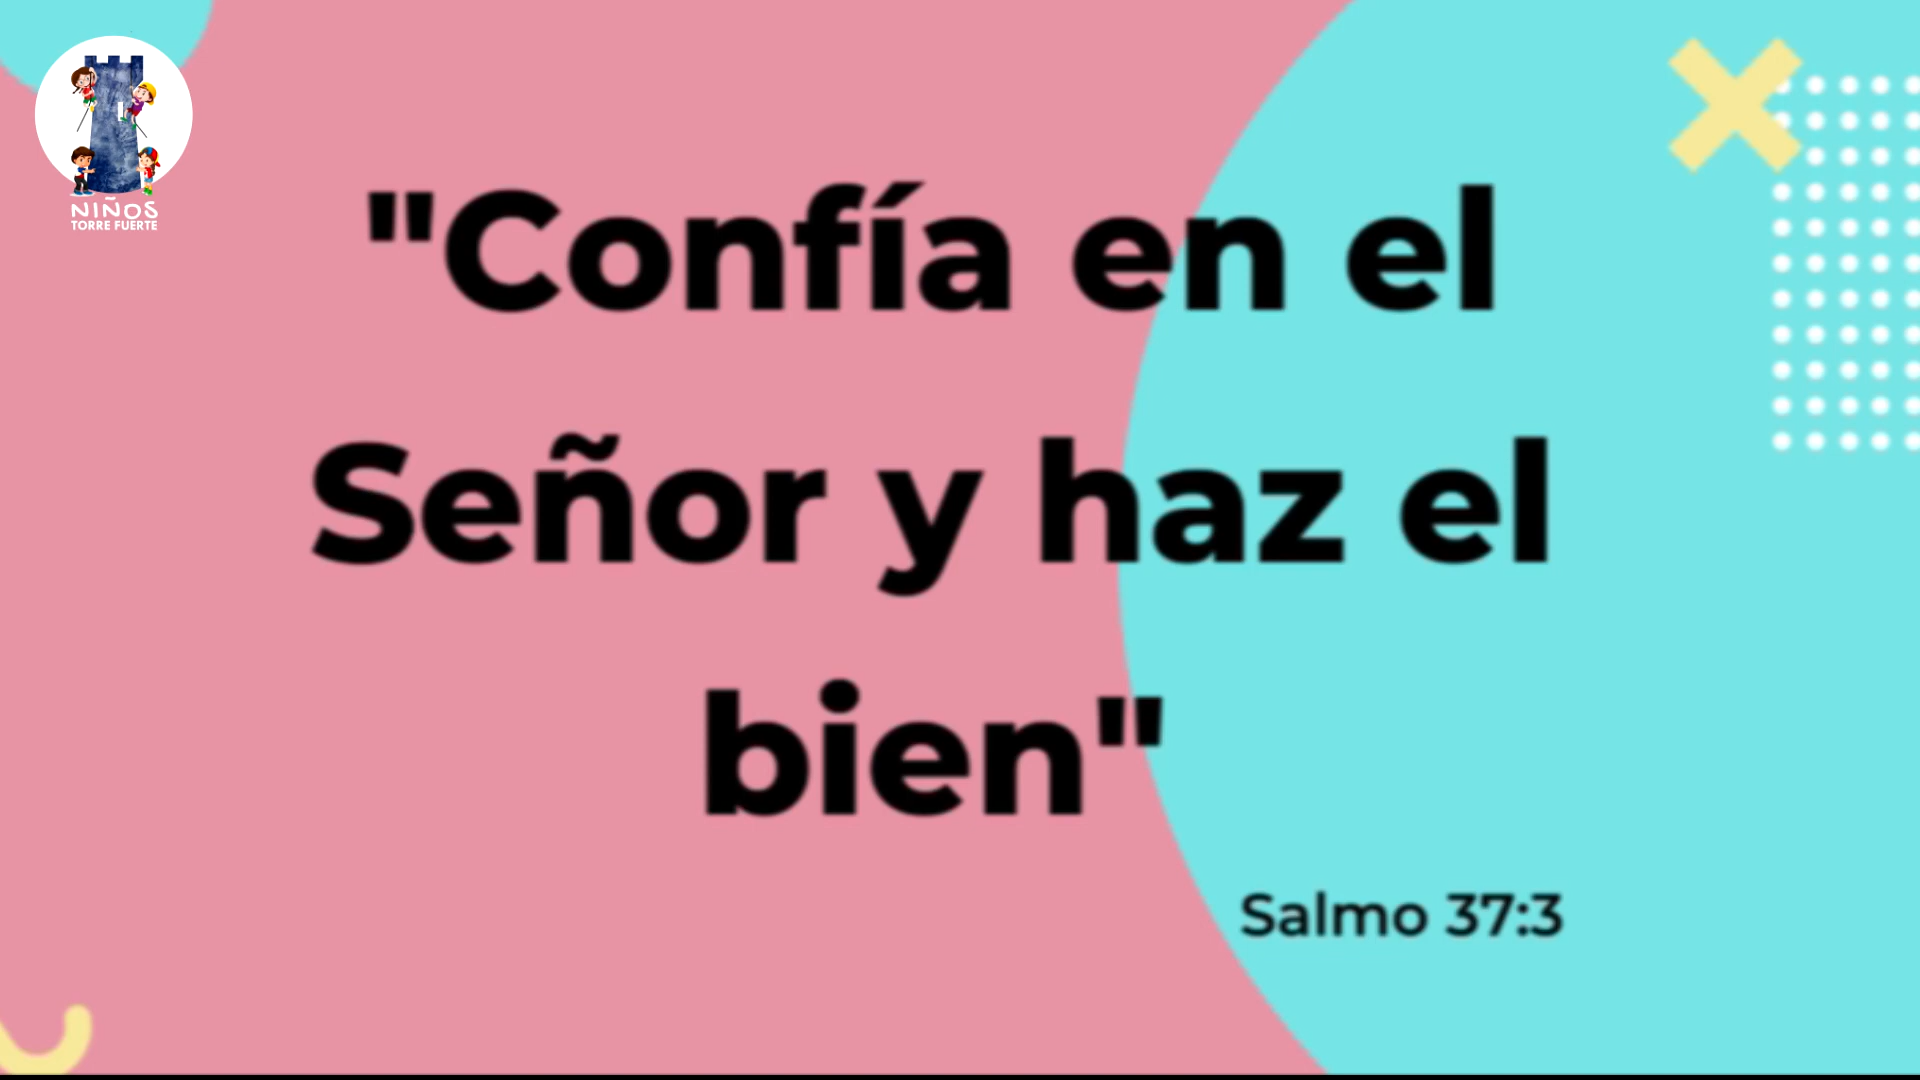 NIÑOS
TORRE FUERTE
"Confía en el
Señor y haz el
bien"
Salmo 37:3